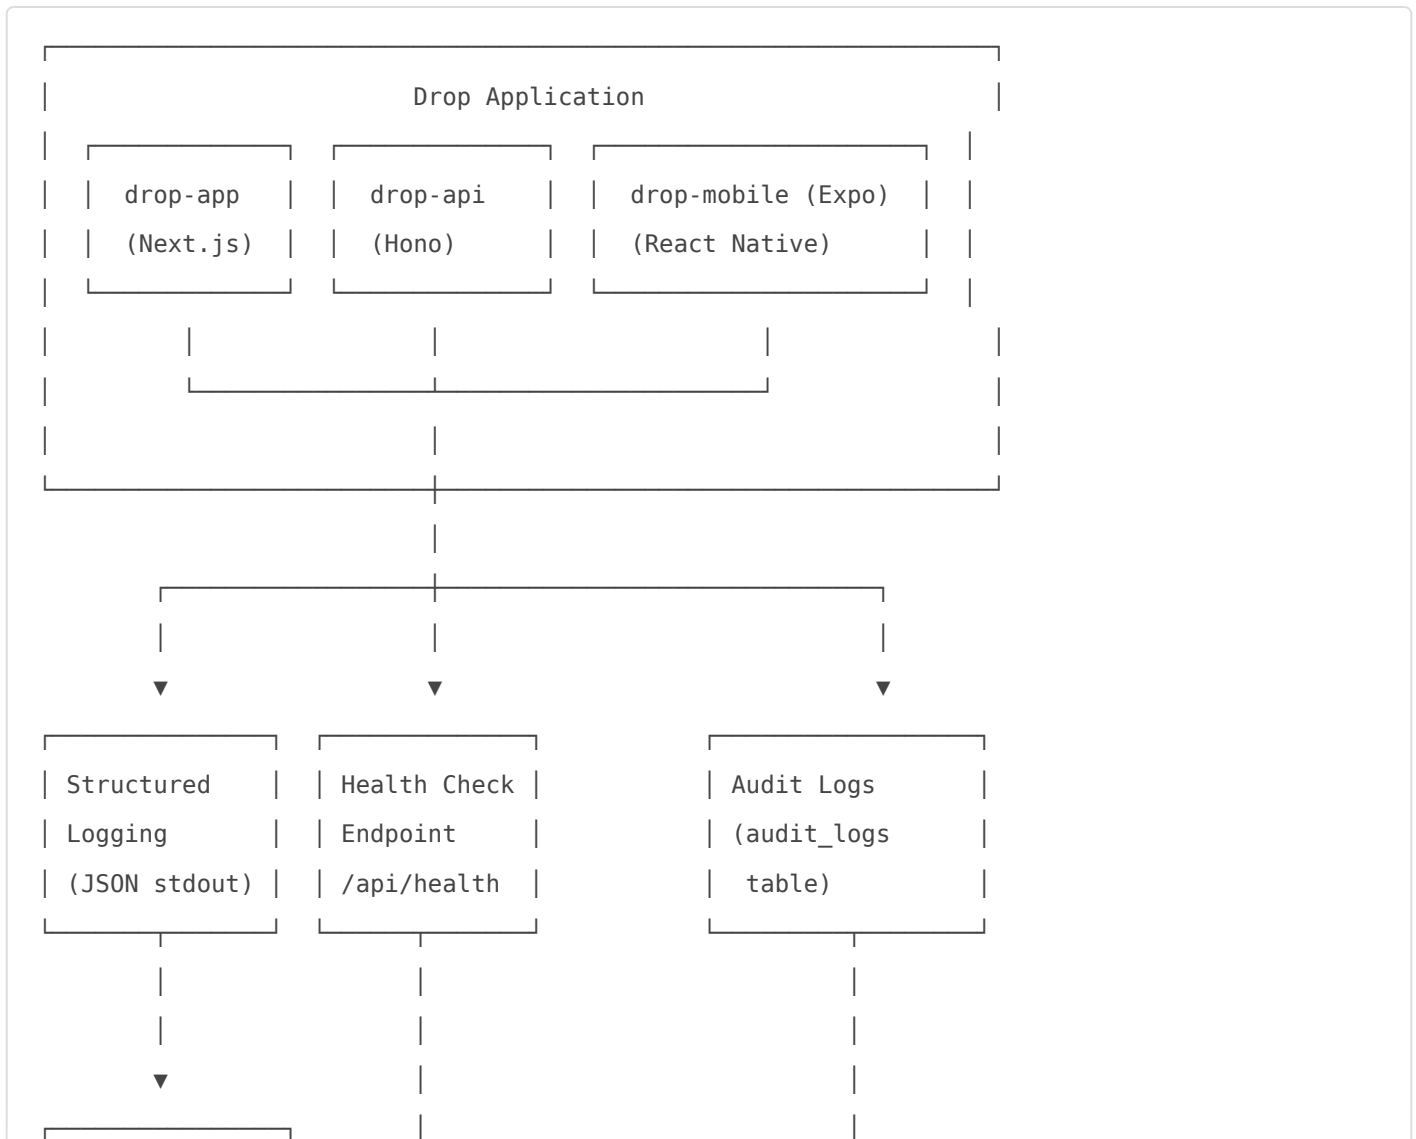 Drop Application
drop-app drop-api drop-mobile (Expo)
(Next.js) (Hono) (React Native)
Structured Health Check Audit Logs
Logging Endpoint (audit_logs
(JSON stdout) /api/health table)